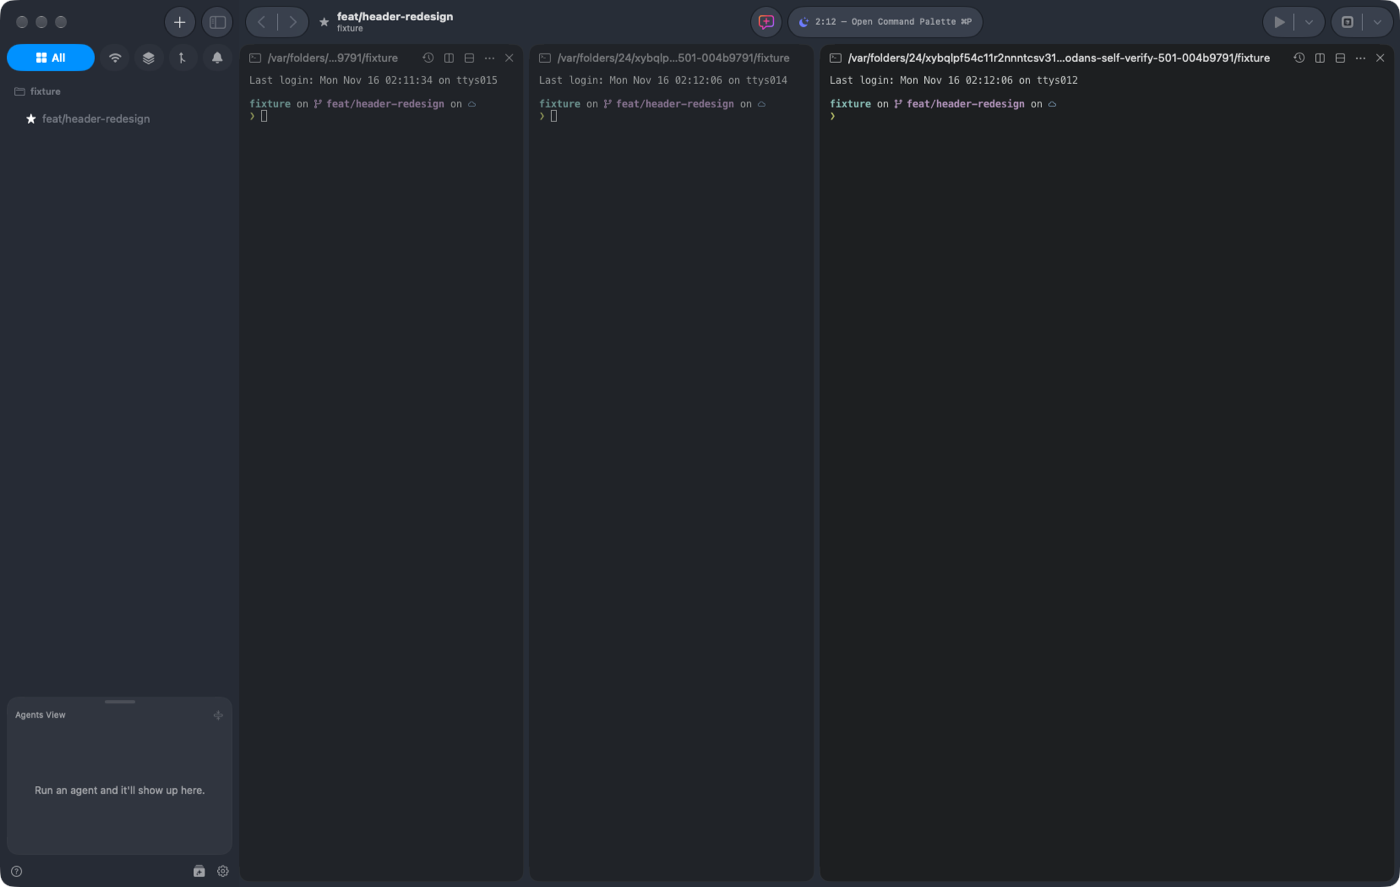 feat/header-redesign
fixture
2:12 — Open Command Palette ⌘P
All
fixture
feat/header-redesign
/var/folders/...9791/fixture
Last login: Mon Nov 16 02:11:34 on ttys015
fixture on feat/header-redesign on
❯
/var/folders/24/xybqlp...501-004b9791/fixture
Last login: Mon Nov 16 02:12:06 on ttys014
fixture on feat/header-redesign on
❯
/var/folders/24/xybqlpf54c11r2nnntcsv31...odans-self-verify-501-004b9791/fixture
Last login: Mon Nov 16 02:12:06 on ttys012
fixture on feat/header-redesign on
❯
Agents View
Run an agent and it'll show up here.